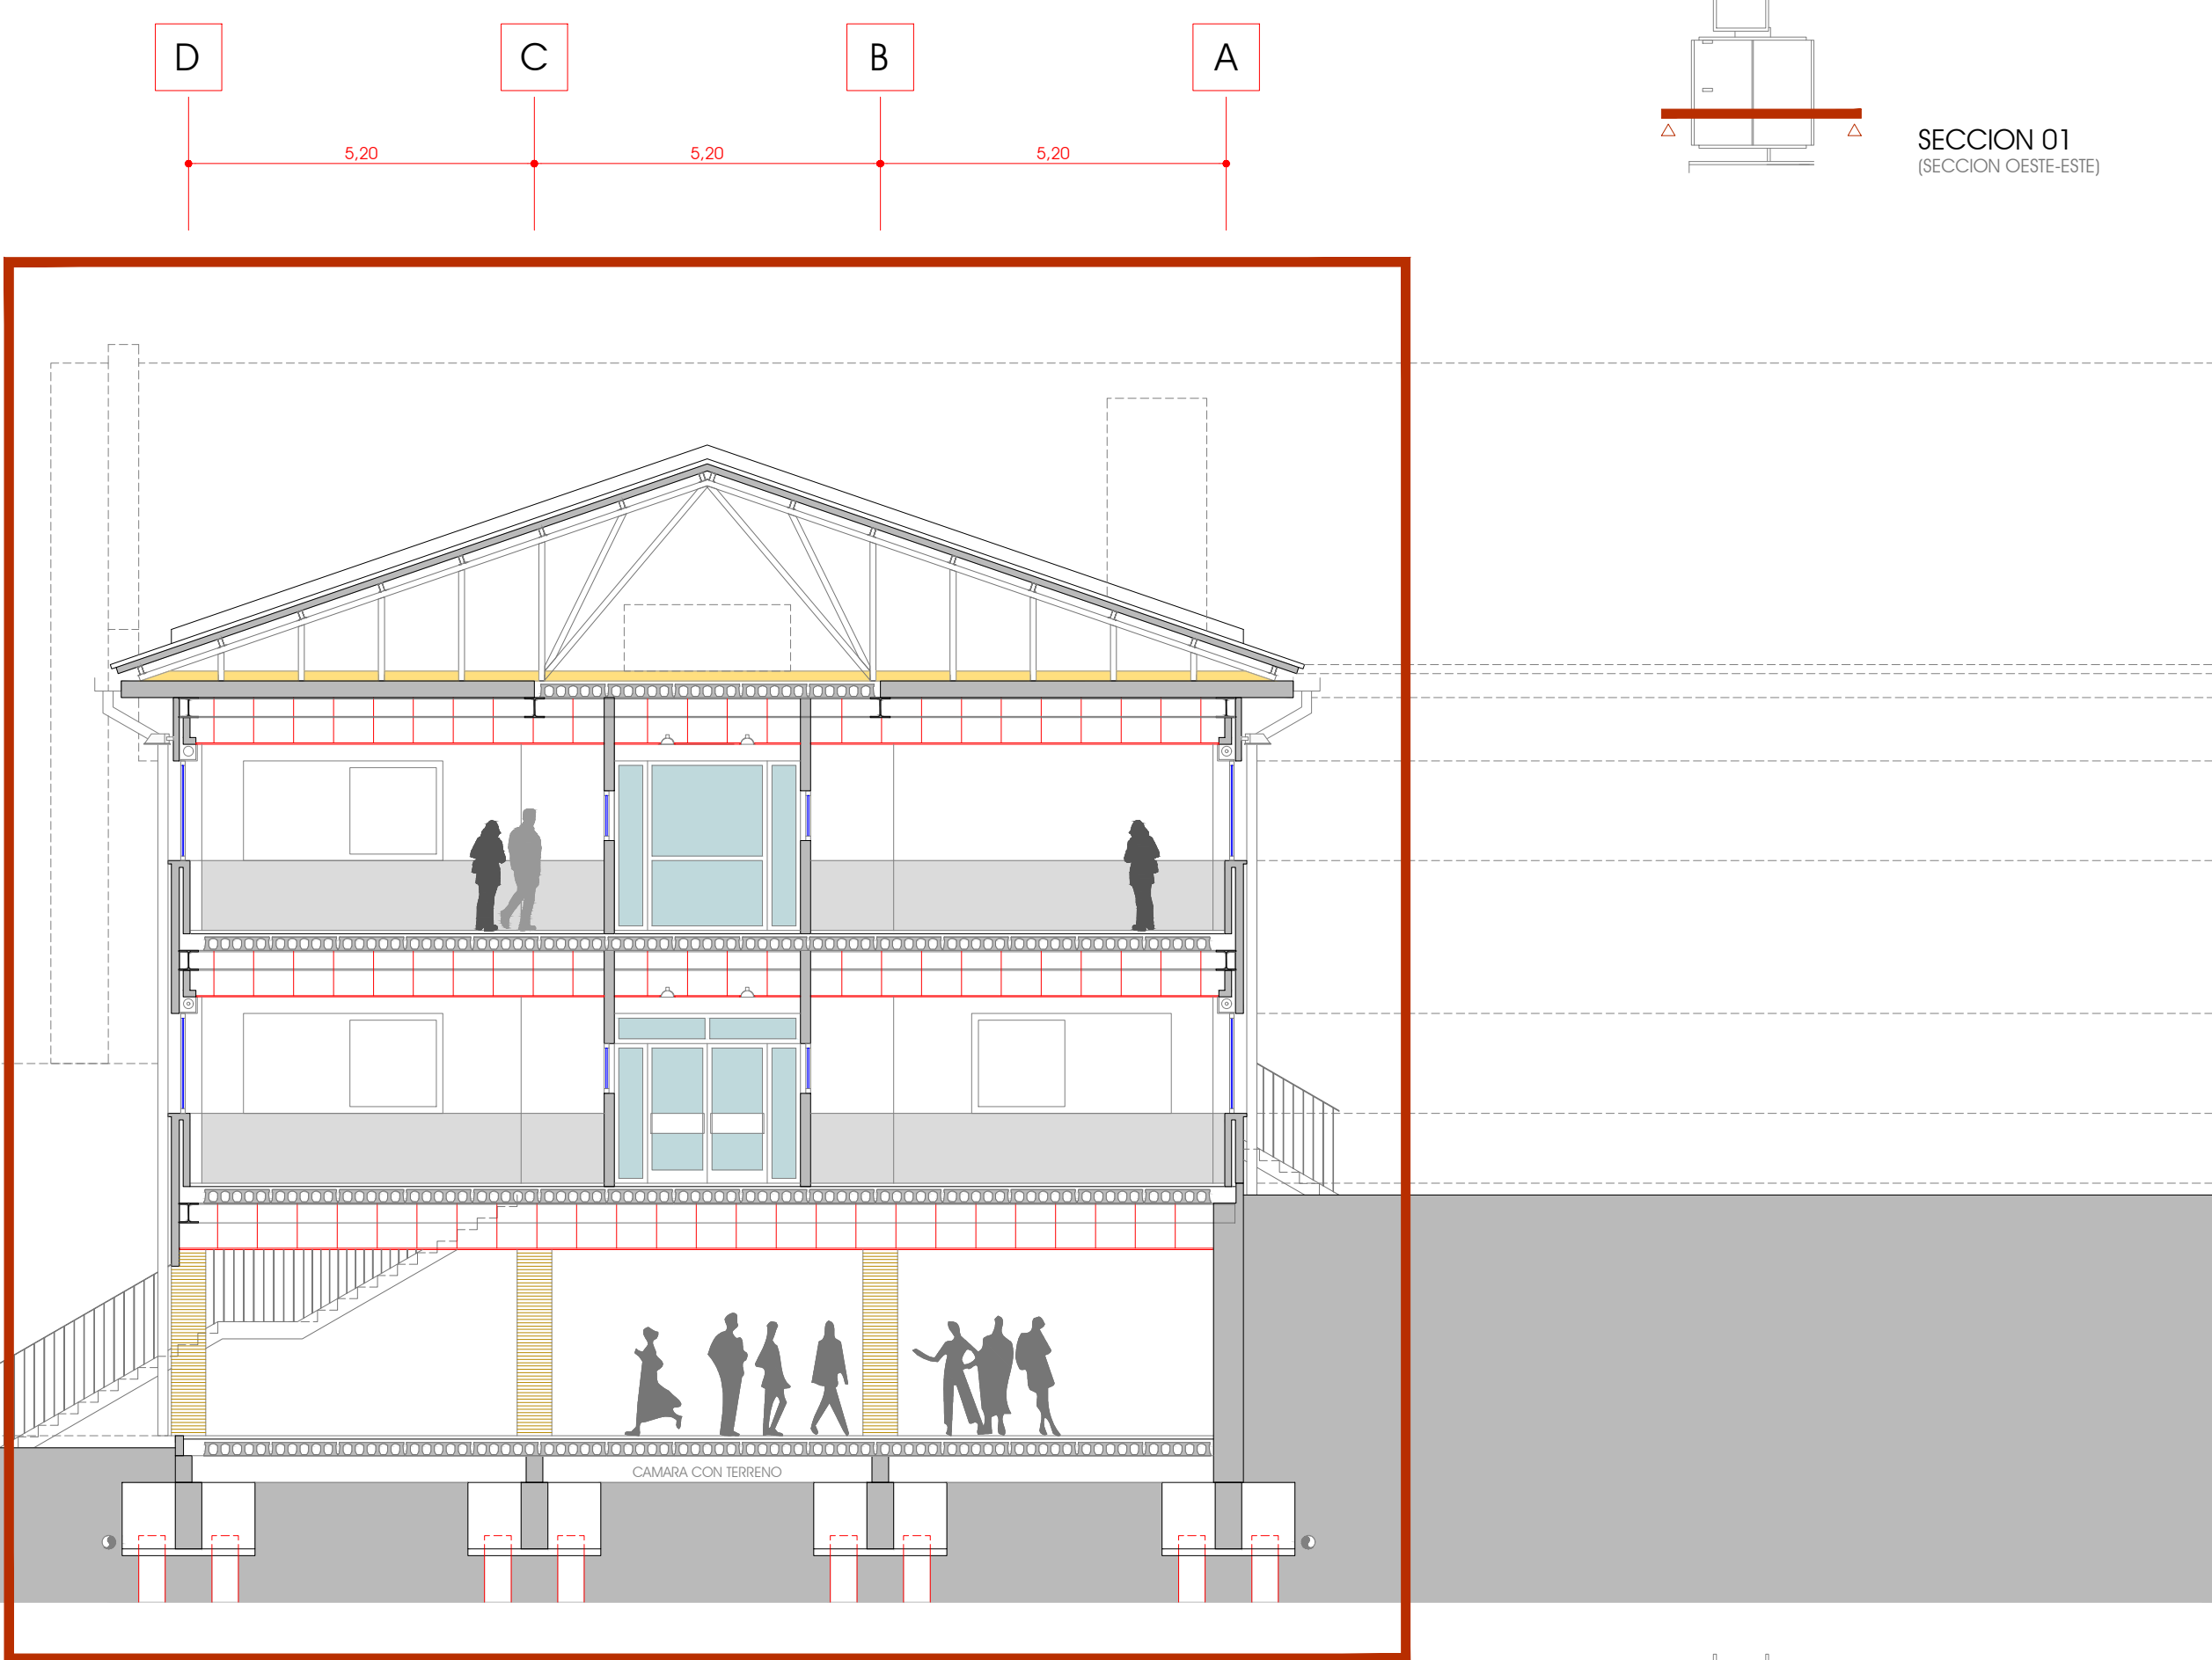 D
C
B
A
5,20
5,20
5,20
SECCION 01
(SECCION OESTE-ESTE)
CAMARA CON TERRENO